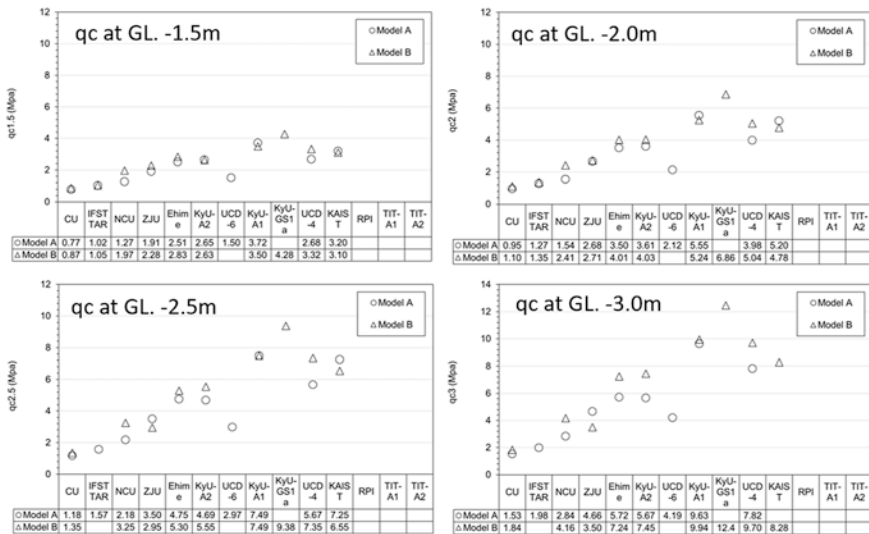 qc at GL. -1.5m
○Model A
△Model B
12
10
8
6
4
2
0
qc1.5 (Mpa)
CU IFSTTAR NCU ZJU Ehime KyU-A2 UCD-6 KyU-A1 KyU-GS1a UCD-4 KAIST RPI TIT-A1 TIT-A2
○Model A 0.77 1.02 1.27 1.91 2.51 2.65 1.50 3.72 2.68 3.20
△Model B 0.87 1.05 1.97 2.28 2.83 2.63 3.50 4.28 3.32 3.10
qc at GL. -2.0m
○Model A
△Model B
12
10
8
6
4
2
0
qc2 (Mpa)
CU IFSTTAR NCU ZJU Ehime KyU-A2 UCD-6 KyU-A1 KyU-GS1a UCD-4 KAIST RPI TIT-A1 TIT-A2
○Model A 0.95 1.27 1.54 2.68 3.50 3.61 2.12 5.55 3.98 5.20
△Model B 1.10 1.35 2.41 2.71 4.01 4.03 5.24 6.86 5.04 4.78
qc at GL. -2.5m
○Model A
△Model B
12
10
8
6
4
2
0
qc2.5 (Mpa)
CU IFSTTAR NCU ZJU Ehime KyU-A2 UCD-6 KyU-A1 KyU-GS1a UCD-4 KAIST RPI TIT-A1 TIT-A2
○Model A 1.18 1.57 2.18 3.50 4.75 4.69 2.97 7.49 5.67 7.25
△Model B 1.35 3.25 2.95 5.30 5.55 7.49 9.38 7.35 6.55
qc at GL. -3.0m
○Model A
△Model B
14
12
10
8
6
4
2
0
qc3 (Mpa)
CU IFSTTAR NCU ZJU Ehime KyU-A2 UCD-6 KyU-A1 KyU-GS1a UCD-4 KAIST RPI TIT-A1 TIT-A2
○Model A 1.53 1.98 2.84 4.66 5.72 5.67 4.19 9.63 7.82
△Model B 1.84 4.16 3.50 7.24 7.45 9.94 12.4 9.70 8.28